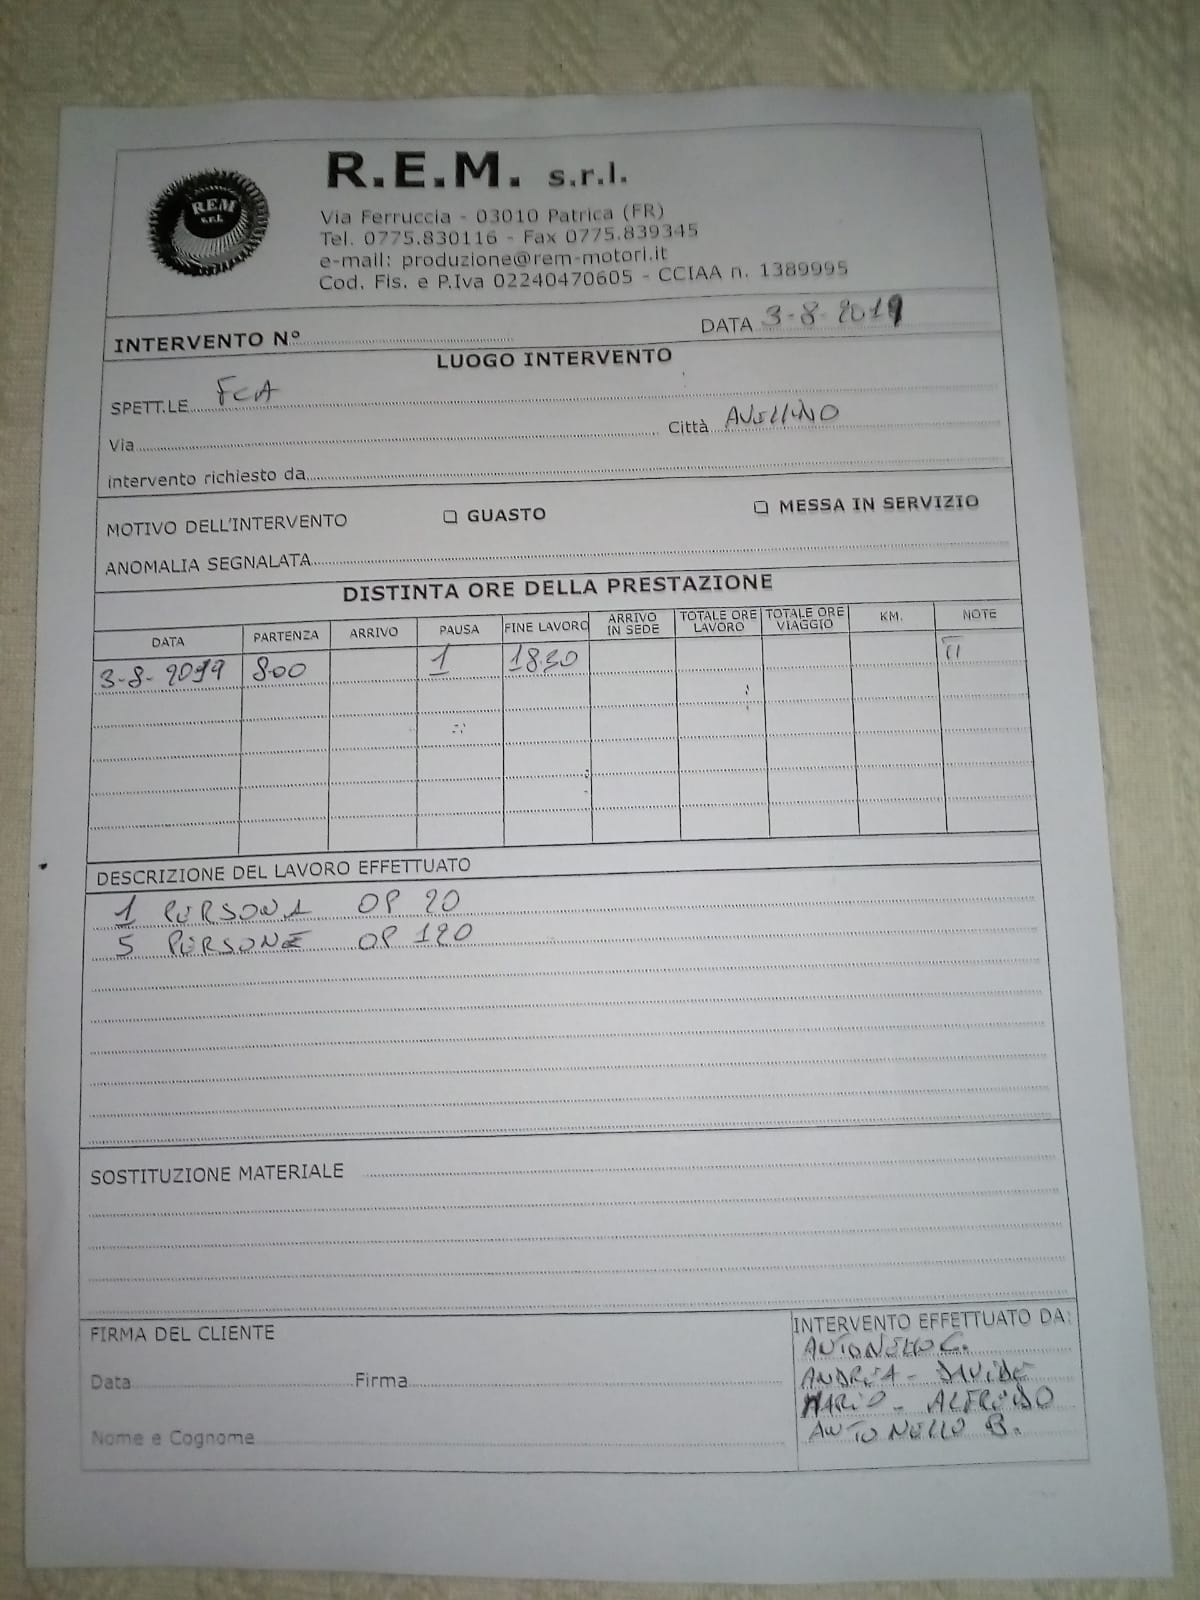 REM
s.r.l.
R.E.M. s.r.l.
Via Ferruccia - 03010 Patrica (FR)
Tel. 0775.830116 - Fax 0775.839345
e-mail: produzione@rem-motori.it
Cod. Fis. e P.Iva 02240470605 - CCIAA n. 1389995
INTERVENTO N° DATA 3-8-2019
LUOGO INTERVENTO
SPETT.LE FCA
Via Città AVELLINO
intervento richiesto da
MOTIVO DELL'INTERVENTO GUASTO MESSA IN SERVIZIO
ANOMALIA SEGNALATA
DISTINTA ORE DELLA PRESTAZIONE
DATA PARTENZA ARRIVO PAUSA FINE LAVORO ARRIVO IN SEDE TOTALE ORE LAVORO TOTALE ORE VIAGGIO KM. NOTE
3-8-2019 8:00 1 18:30 II
DESCRIZIONE DEL LAVORO EFFETTUATO
1 PERSONA OP 20
5 PERSONE OP 120
SOSTITUZIONE MATERIALE
FIRMA DEL CLIENTE
Data Firma
Nome e Cognome
INTERVENTO EFFETTUATO DA:
ANTONELLO C.
ANDREA - DAVIDE
MARIO - ALFREDO
ANTONELLO B.